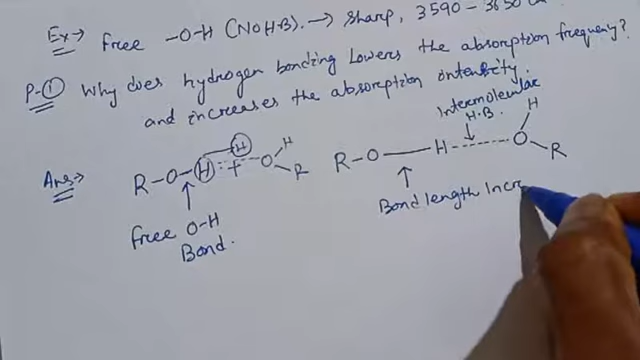 Ex→ Free -O-H (No H.B). → Sharp, 3590 - 3650
P-① Why does hydrogen bonding Lowers the absorption frequency?
and increases the absorption intensity.
Intermolecular
H.B.
Ans→ R-O-H + O H R R-O-H O H R
Free O-H
Bond.
Bond length Incre